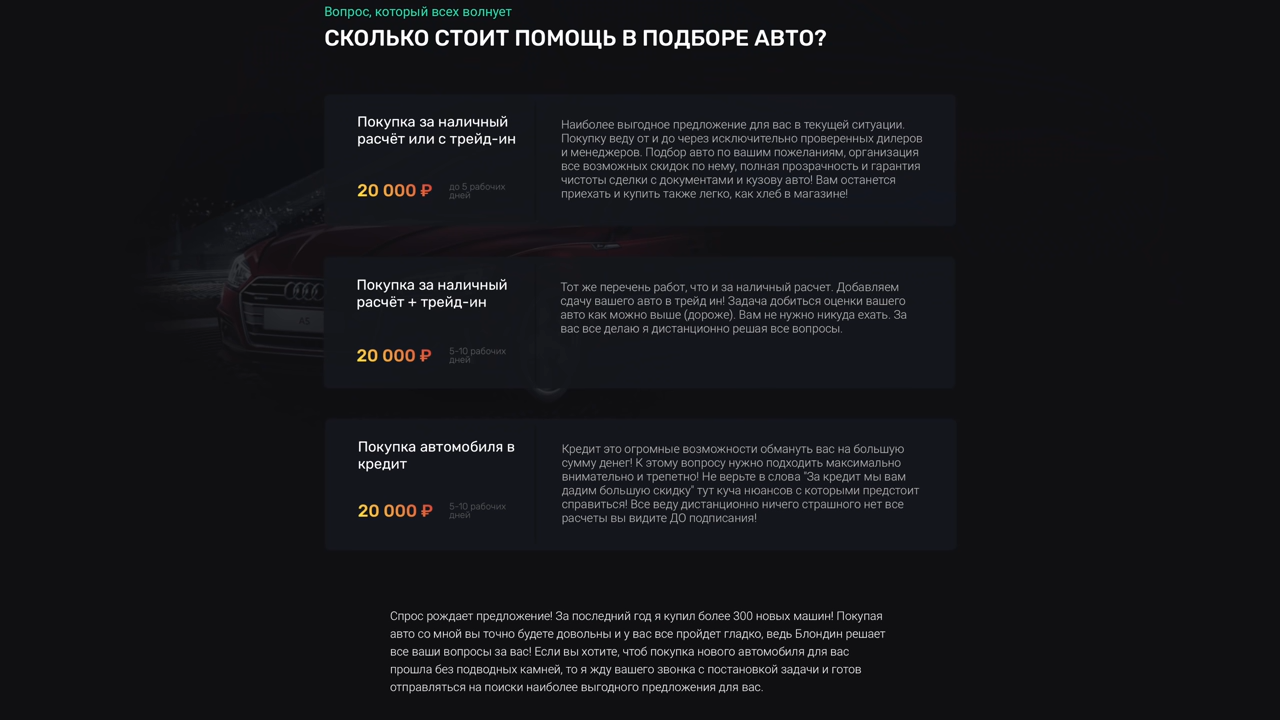 Вопрос, который всех волнует
СКОЛЬКО СТОИТ ПОМОЩЬ В ПОДБОРЕ АВТО?
Покупка за наличный
расчёт или с трейд-ин
20 000 ₽
до 5 рабочих
дней
Наиболее выгодное предложение для вас в текущей ситуации.
Покупку веду от и до через исключительно проверенных дилеров
и менеджеров. Подбор авто по вашим пожеланиям, организация
все возможных скидок по нему, полная прозрачность и гарантия
чистоты сделки с документами и кузову авто! Вам останется
приехать и купить также легко, как хлеб в магазине!
Покупка за наличный
расчёт + трейд-ин
20 000 ₽
5-10 рабочих
дней
Тот же перечень работ, что и за наличный расчет. Добавляем
сдачу вашего авто в трейд ин! Задача добиться оценки вашего
авто как можно выше (дороже). Вам не нужно никуда ехать. За
вас все делаю я дистанционно решая все вопросы.
A5
Покупка автомобиля в
кредит
20 000 ₽
5-10 рабочих
дней
Кредит это огромные возможности обмануть вас на большую
сумму денег! К этому вопросу нужно подходить максимально
внимательно и трепетно! Не верьте в слова "За кредит мы вам
дадим большую скидку" тут куча нюансов с которыми предстоит
справиться! Все веду дистанционно ничего страшного нет все
расчеты вы видите ДО подписания!
Спрос рождает предложение! За последний год я купил более 300 новых машин! Покупая
авто со мной вы точно будете довольны и у вас все пройдет гладко, ведь Блондин решает
все ваши вопросы за вас! Если вы хотите, чтоб покупка нового автомобиля для вас
прошла без подводных камней, то я жду вашего звонка с постановкой задачи и готов
отправляться на поиски наиболее выгодного предложения для вас.